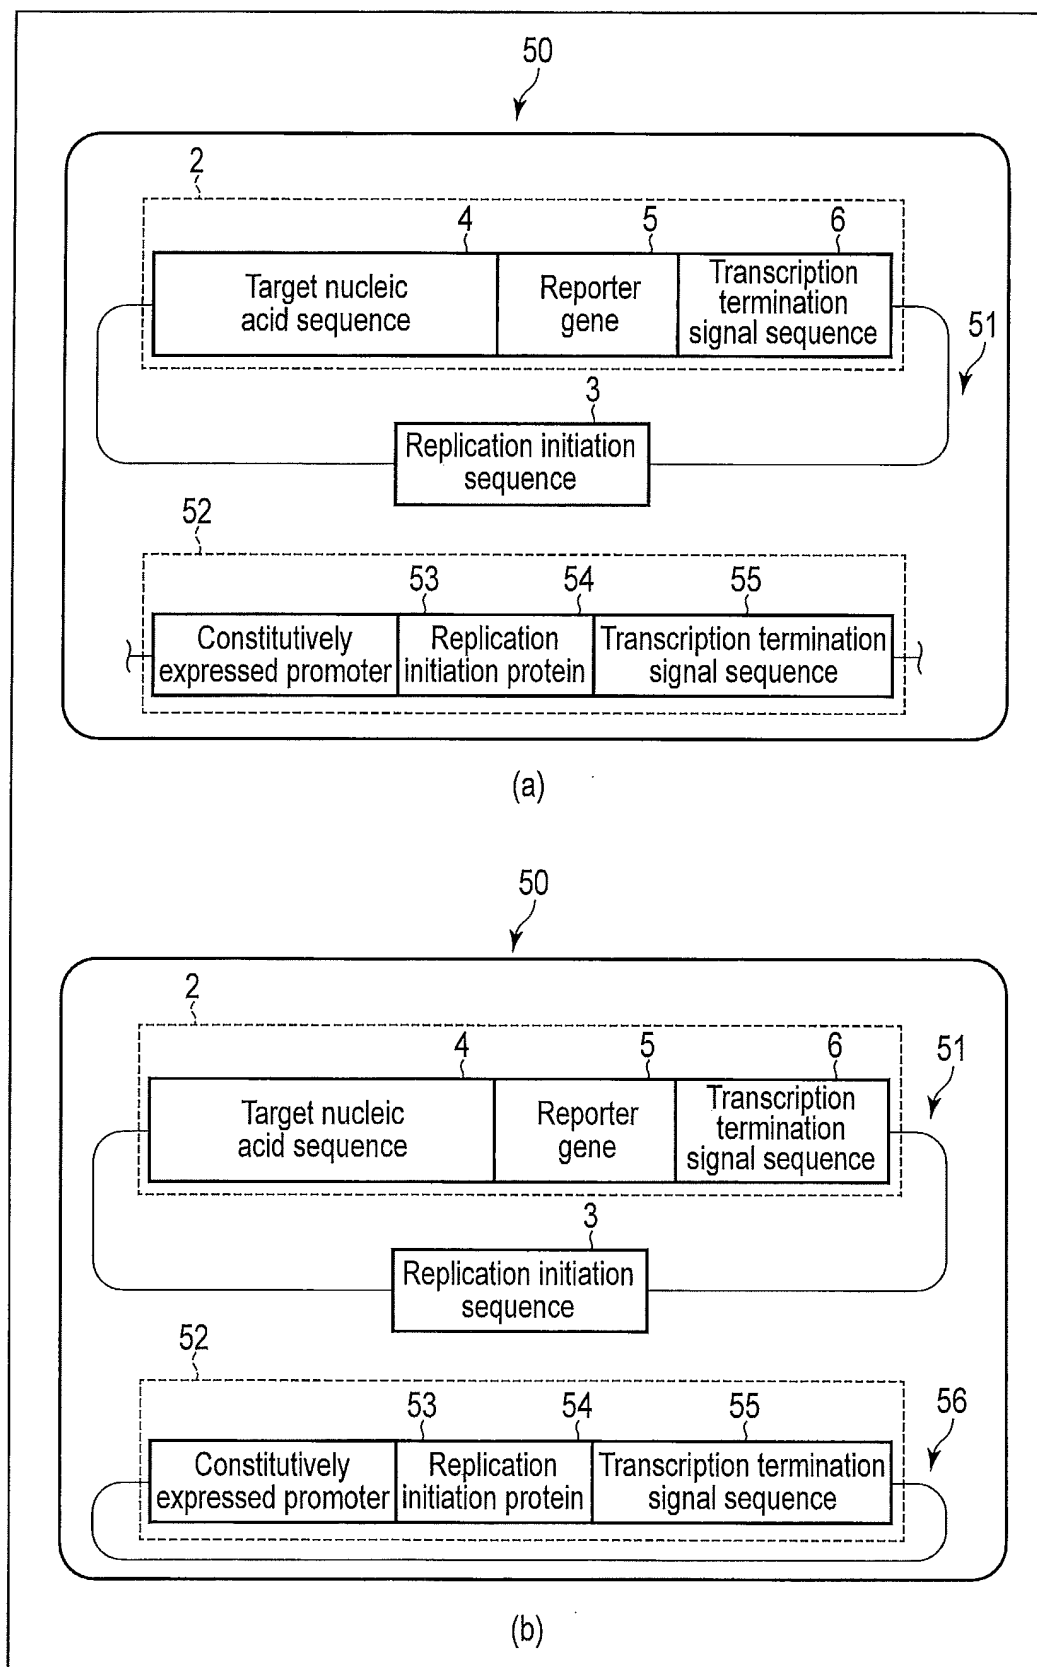 50
2
4
5
6
Target nucleic
acid sequence
Reporter
gene
Transcription
termination
signal sequence
51
3
Replication initiation
sequence
52
53
54
55
Constitutively
expressed promoter
Replication
initiation protein
Transcription termination
signal sequence
(a)
50
2
4
5
6
51
Target nucleic
acid sequence
Reporter
gene
Transcription
termination
signal sequence
3
Replication initiation
sequence
52
53
54
55
56
Constitutively
expressed promoter
Replication
initiation protein
Transcription termination
signal sequence
(b)